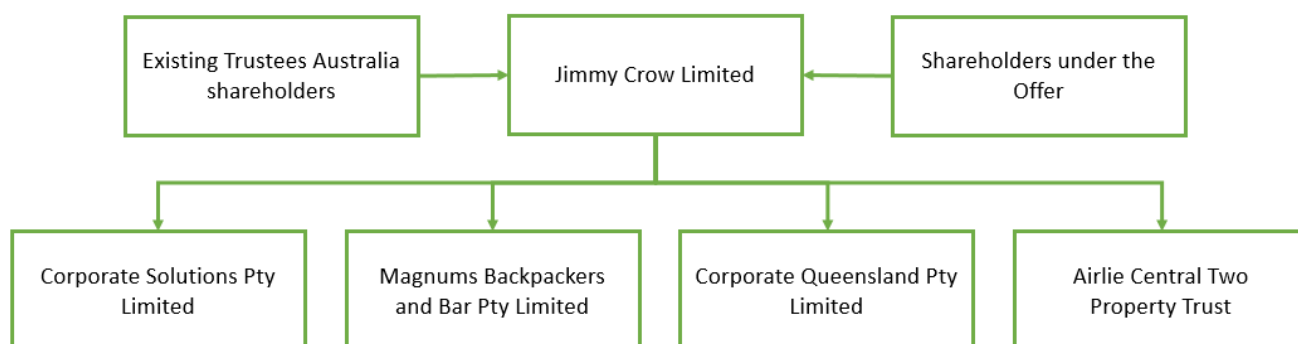 Existing Trustees Australia
shareholders
Jimmy Crow Limited
Shareholders under the
Offer
Corporate Solutions Pty
Limited
Magnums Backpackers
and Bar Pty Limited
Corporate Queensland Pty
Limited
Airlie Central Two
Property Trust